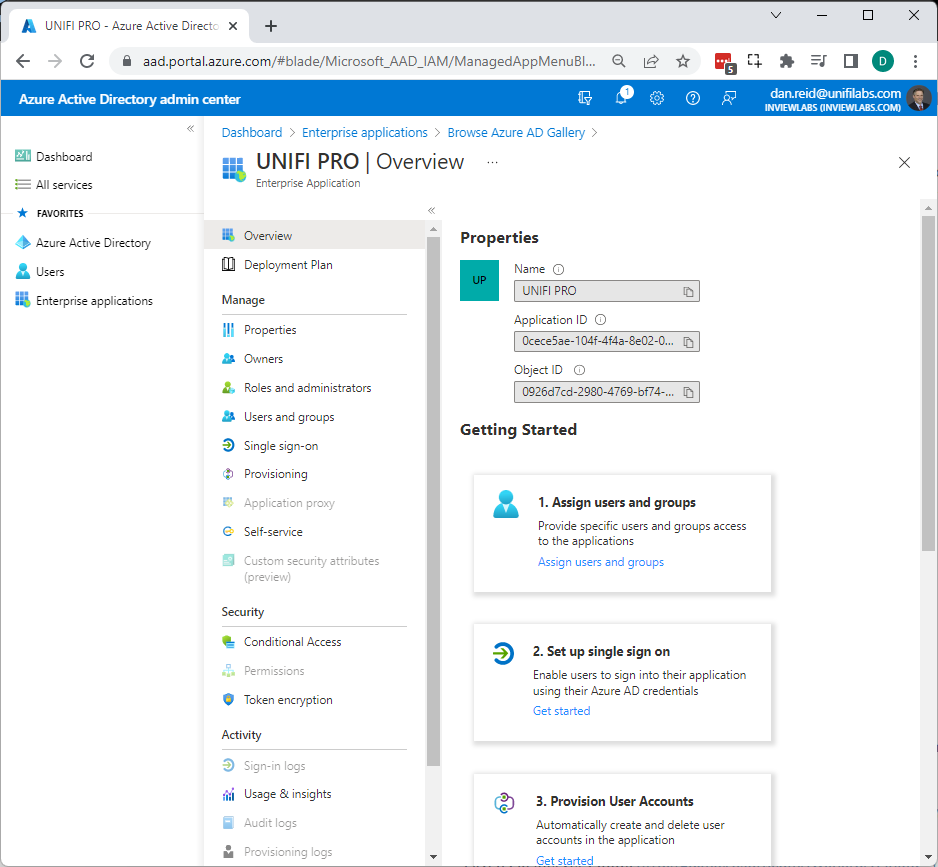 UNIFI PRO - Azure Active Directo
aad.portal.azure.com/#blade/Microsoft_AAD_IAM/ManagedAppMenuBl...
5
D
Azure Active Directory admin center
1
dan.reid@unifilabs.com
INVIEWLABS (INVIEWLABS.COM)
Dashboard
All services
FAVORITES
Azure Active Directory
Users
Enterprise applications
Dashboard > Enterprise applications > Browse Azure AD Gallery >
UNIFI PRO | Overview ...
Enterprise Application
Overview
Deployment Plan
Manage
Properties
Owners
Roles and administrators
Users and groups
Single sign-on
Provisioning
Application proxy
Self-service
Custom security attributes
(preview)
Security
Conditional Access
Permissions
Token encryption
Activity
Sign-in logs
Usage & insights
Audit logs
Provisioning logs
Properties
UP
Name
UNIFI PRO
Application ID
0cece5ae-104f-4f4a-8e02-0...
Object ID
0926d7cd-2980-4769-bf74-...
Getting Started
1. Assign users and groups
Provide specific users and groups access
to the applications
Assign users and groups
2. Set up single sign on
Enable users to sign into their application
using their Azure AD credentials
Get started
3. Provision User Accounts
Automatically create and delete user
accounts in the application
Get started